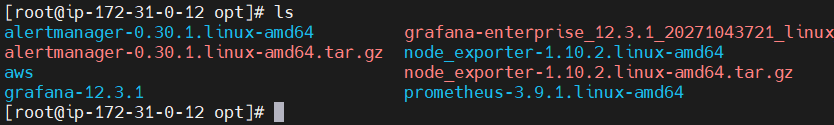 [root@ip-172-31-0-12 opt]# ls
alertmanager-0.30.1.linux-amd64 grafana-enterprise_12.3.1_20271043721_linux
alertmanager-0.30.1.linux-amd64.tar.gz node_exporter-1.10.2.linux-amd64
aws node_exporter-1.10.2.linux-amd64.tar.gz
grafana-12.3.1 prometheus-3.9.1.linux-amd64
[root@ip-172-31-0-12 opt]#